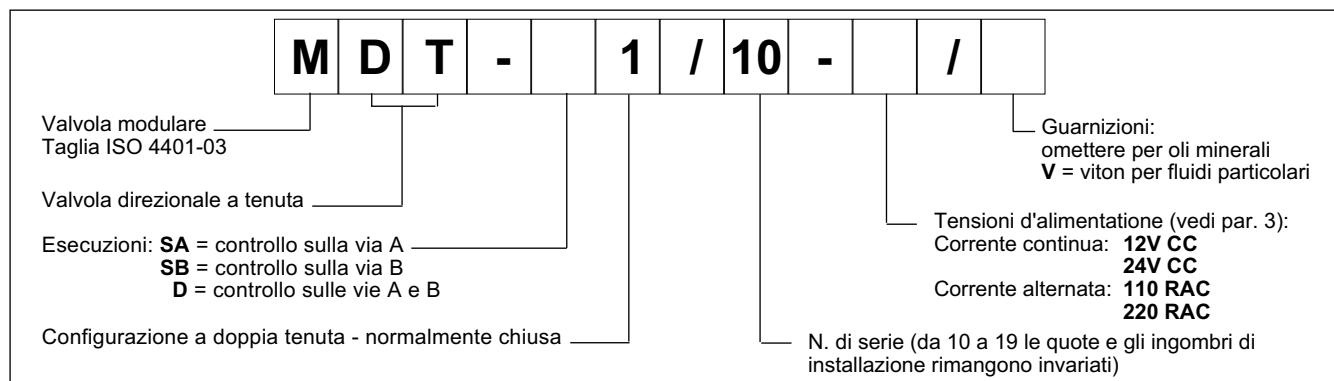 M D T - 1 / 10 - /
Valvola modulare
Taglia ISO 4401-03
Valvola direzionale a tenuta
Esecuzioni: SA = controllo sulla via A
SB = controllo sulla via B
D = controllo sulle vie A e B
Configurazione a doppia tenuta - normalmente chiusa
Guarnizioni:
omettere per oli minerali
V = viton per fluidi particolari
Tensioni d'alimentatione (vedi par. 3):
Corrente continua: 12V CC
24V CC
Corrente alternata: 110 RAC
220 RAC
N. di serie (da 10 a 19 le quote e gli ingombri di
installazione rimangono invariati)